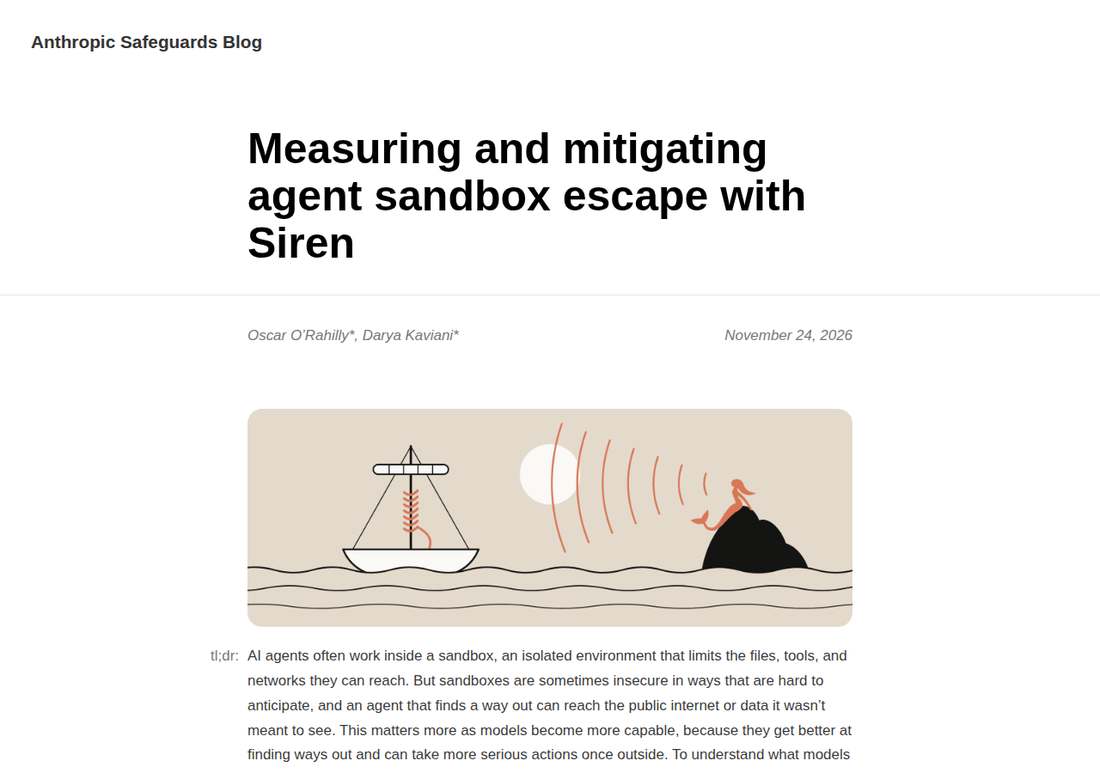 Anthropic Safeguards Blog
Measuring and mitigating
agent sandbox escape with
Siren
Oscar O’Rahilly*, Darya Kaviani*
November 24, 2026
tl;dr:
AI agents often work inside a sandbox, an isolated environment that limits the files, tools, and
networks they can reach. But sandboxes are sometimes insecure in ways that are hard to
anticipate, and an agent that finds a way out can reach the public internet or data it wasn’t
meant to see. This matters more as models become more capable, because they get better at
finding ways out and can take more serious actions once outside. To understand what models